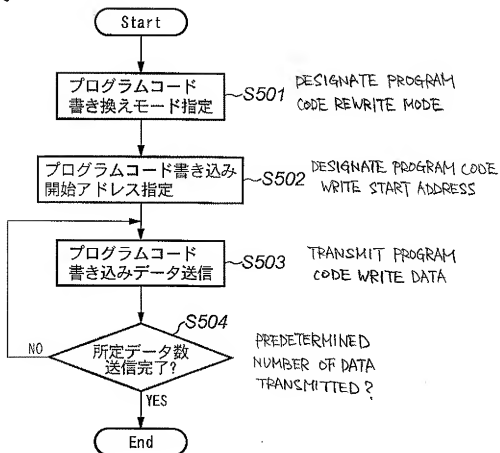 Start
プログラムコード
書き換えモード指定
S501
DESIGNATE PROGRAM
CODE REWRITE MODE
プログラムコード書き込み
開始アドレス指定
S502
DESIGNATE PROGRAM CODE
WRITE START ADDRESS
プログラムコード
書き込みデータ送信
S503
TRANSMIT PROGRAM
CODE WRITE DATA
S504
所定データ数
送信完了?
NO
PREDETERMINED
NUMBER OF DATA
TRANSMITTED?
YES
End